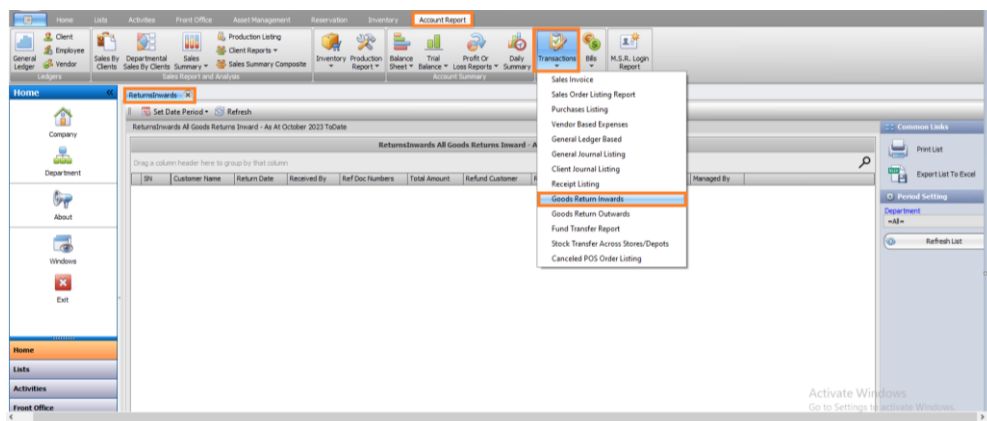 Home Lists Activities Front Office Asset Management Reservation Inventory Account Report
General Ledger
Client
Employee
Vendor
Ledgers
Sales By Clients
Departmental Sales By Clients
Sales Summary
Production Listing
Client Reports
Sales Summary Composite
Sales Report and Analysis
Inventory
Production Report
Balance Sheet
Trial Balance
Profit Or Loss Reports
Daily Summary
Account Summary
Transactions
Bills
M.S.R. Login Report
Sales Invoice
Sales Order Listing Report
Purchases Listing
Vendor Based Expenses
General Ledger Based
General Journal Listing
Client Journal Listing
Receipt Listing
Goods Return Inwards
Goods Return Outwards
Fund Transfer Report
Stock Transfer Across Stores/Depots
Canceled POS Order Listing
Home
Company
Department
About
Windows
Exit
Home
Lists
Activities
Front Office
ReturnsInwards
Set Date Period Refresh
ReturnsInwards All Goods Returns Inward - As At October 2023 ToDate
ReturnsInwards All Goods Returns Inward - A
Drag a column header here to group by that column
SN Customer Name Return Date Received By Ref Doc Numbers Total Amount Refund Customer Managed By
Common Links
Print List
Export List To Excel
Period Setting
Department
=All=
Refresh List
Activate Windows
Go to Settings to activate Windows.